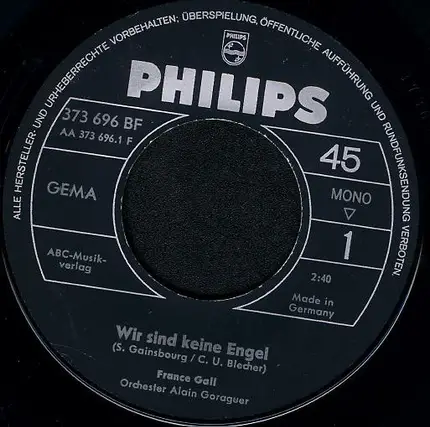 ALLE HERSTELLER- UND URHEBERRECHTE VORBEHALTEN; ÜBERSPIELUNG, ÖFFENTLICHE AUFFÜHRUNG UND RUNDFUNKSENDUNG VERBOTEN.
PHILIPS
PHILIPS
373 696 BF
AA 373 696.1 F
45
GEMA
MONO
1
ABC-Musik-
verlag
2:40
Made in
Germany
Wir sind keine Engel
(S. Gainsbourg / C. U. Blecher)
France Gall
Orchester Alain Goraguer